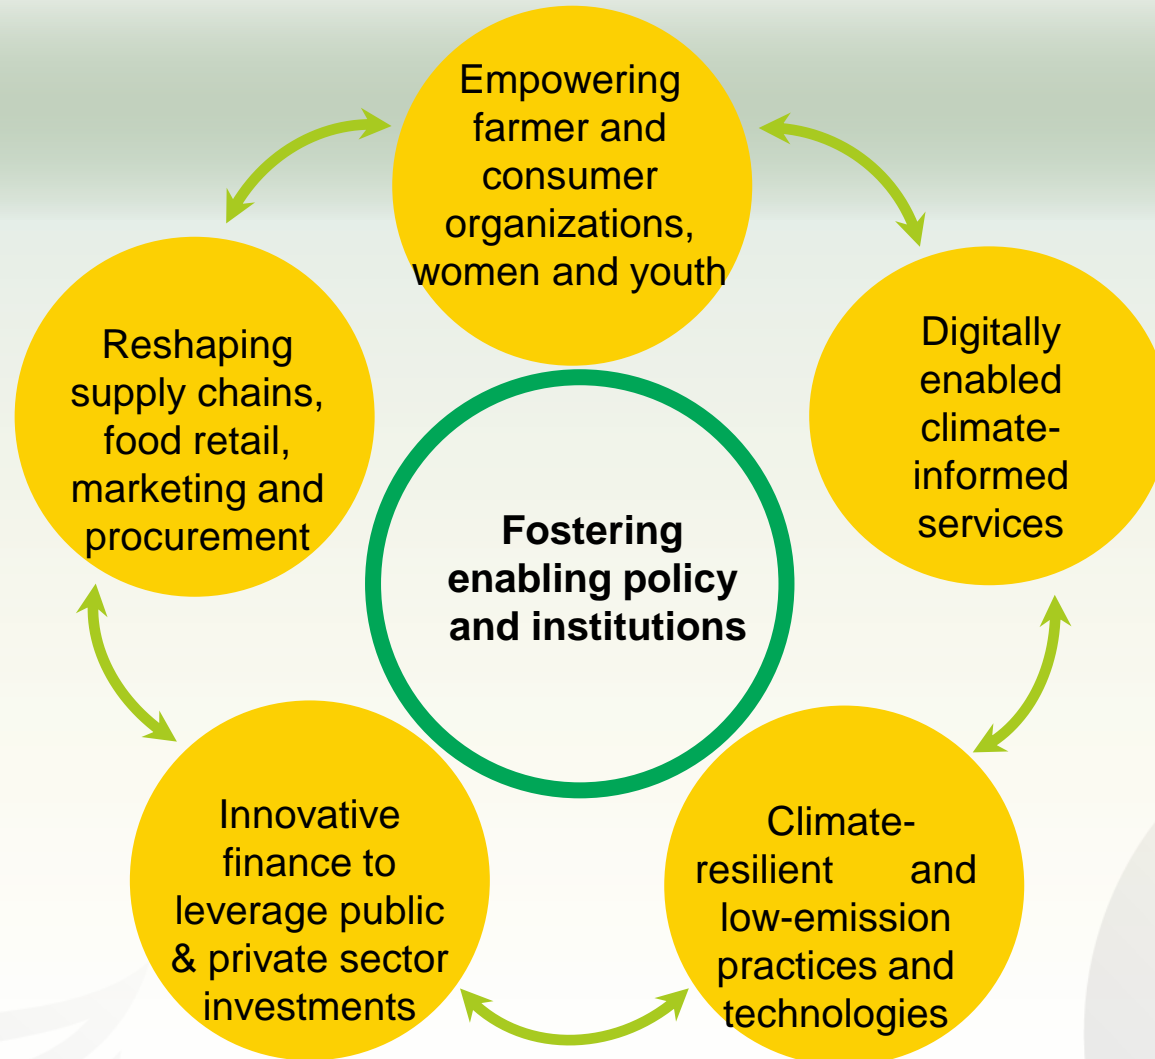 Empowering
farmer and
consumer
organizations,
women and youth
Reshaping
supply chains,
food retail,
marketing and
procurement
Digitally
enabled
climate-
informed
services
Fostering
enabling policy
and institutions
Innovative
finance to
leverage public
& private sector
investments
Climate-
resilient and
low-emission
practices and
technologies